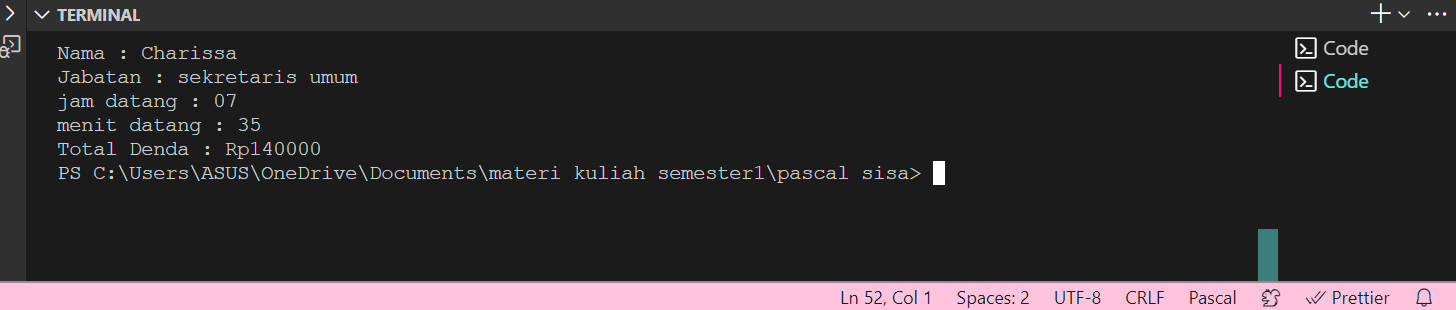 TERMINAL
Nama : Charissa
Jabatan : sekretaris umum
jam datang : 07
menit datang : 35
Total Denda : Rp140000
PS C:\Users\ASUS\OneDrive\Documents\materi kuliah semester1\pascal sisa>
Code
Code
Ln 52, Col 1 Spaces: 2 UTF-8 CRLF Pascal Prettier